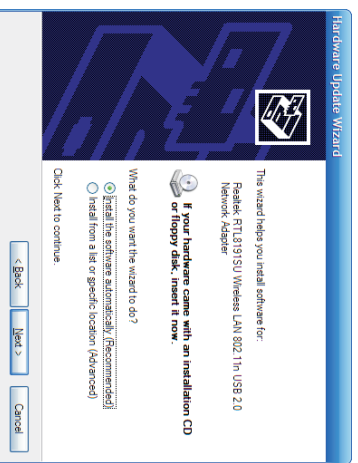 Hardware Update Wizard
This wizard helps you install software for:
Realtek RTL8191SU Wireless LAN 802.11n USB 2.0
Network Adapter
If your hardware came with an installation CD
or floppy disk, insert it now.
What do you want the wizard to do?
Install the software automatically (Recommended)
Install from a list or specific location (Advanced)
Click Next to continue.
< Back
Next >
Cancel